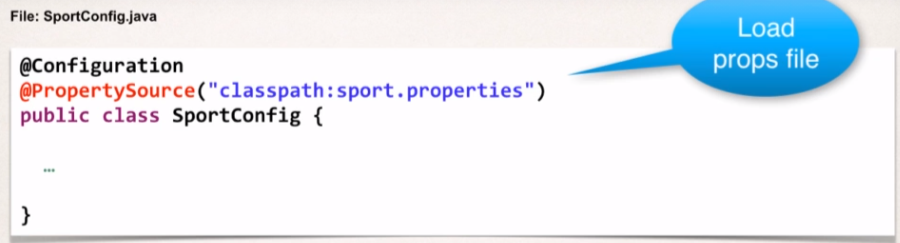 File: SportConfig.java
Load
props file
@Configuration
@PropertySource("classpath:sport.properties")
public class SportConfig {
...
}